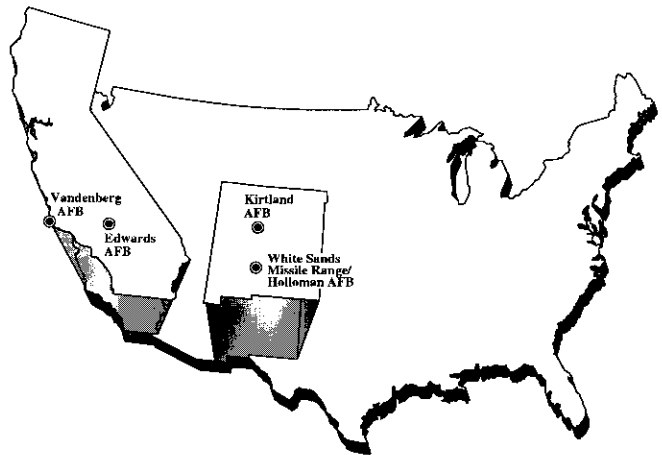 Vandenberg
AFB
Edwards
AFB
Kirtland
AFB
White Sands
Missile Range/
Holloman AFB